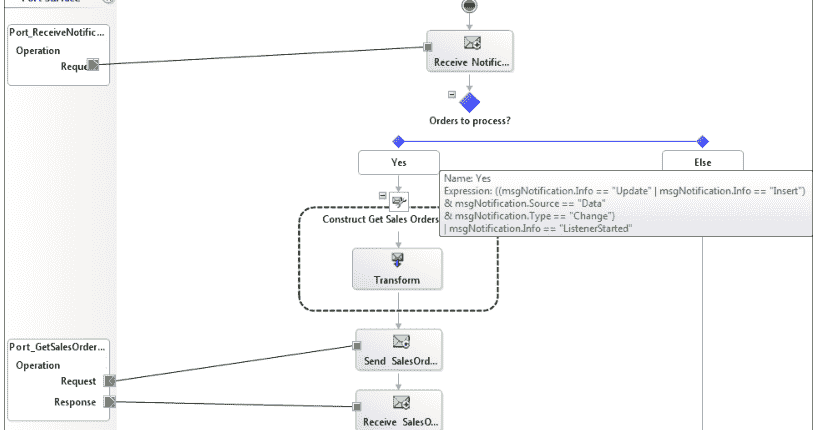 Port Surface
Port_ReceiveNotific...
Operation
Reque
Receive Notific...
Orders to process?
Yes
Else
Name: Yes
Expression: ((msgNotification.Info == "Update" | msgNotification.Info == "Insert")
& msgNotification.Source == "Data"
& msgNotification.Type == "Change")
| msgNotification.Info == "ListenerStarted"
Construct Get Sales Orders
Transform
Port_GetSalesOrder...
Operation
Request
Response
Send SalesOrd...
Receive SalesO...